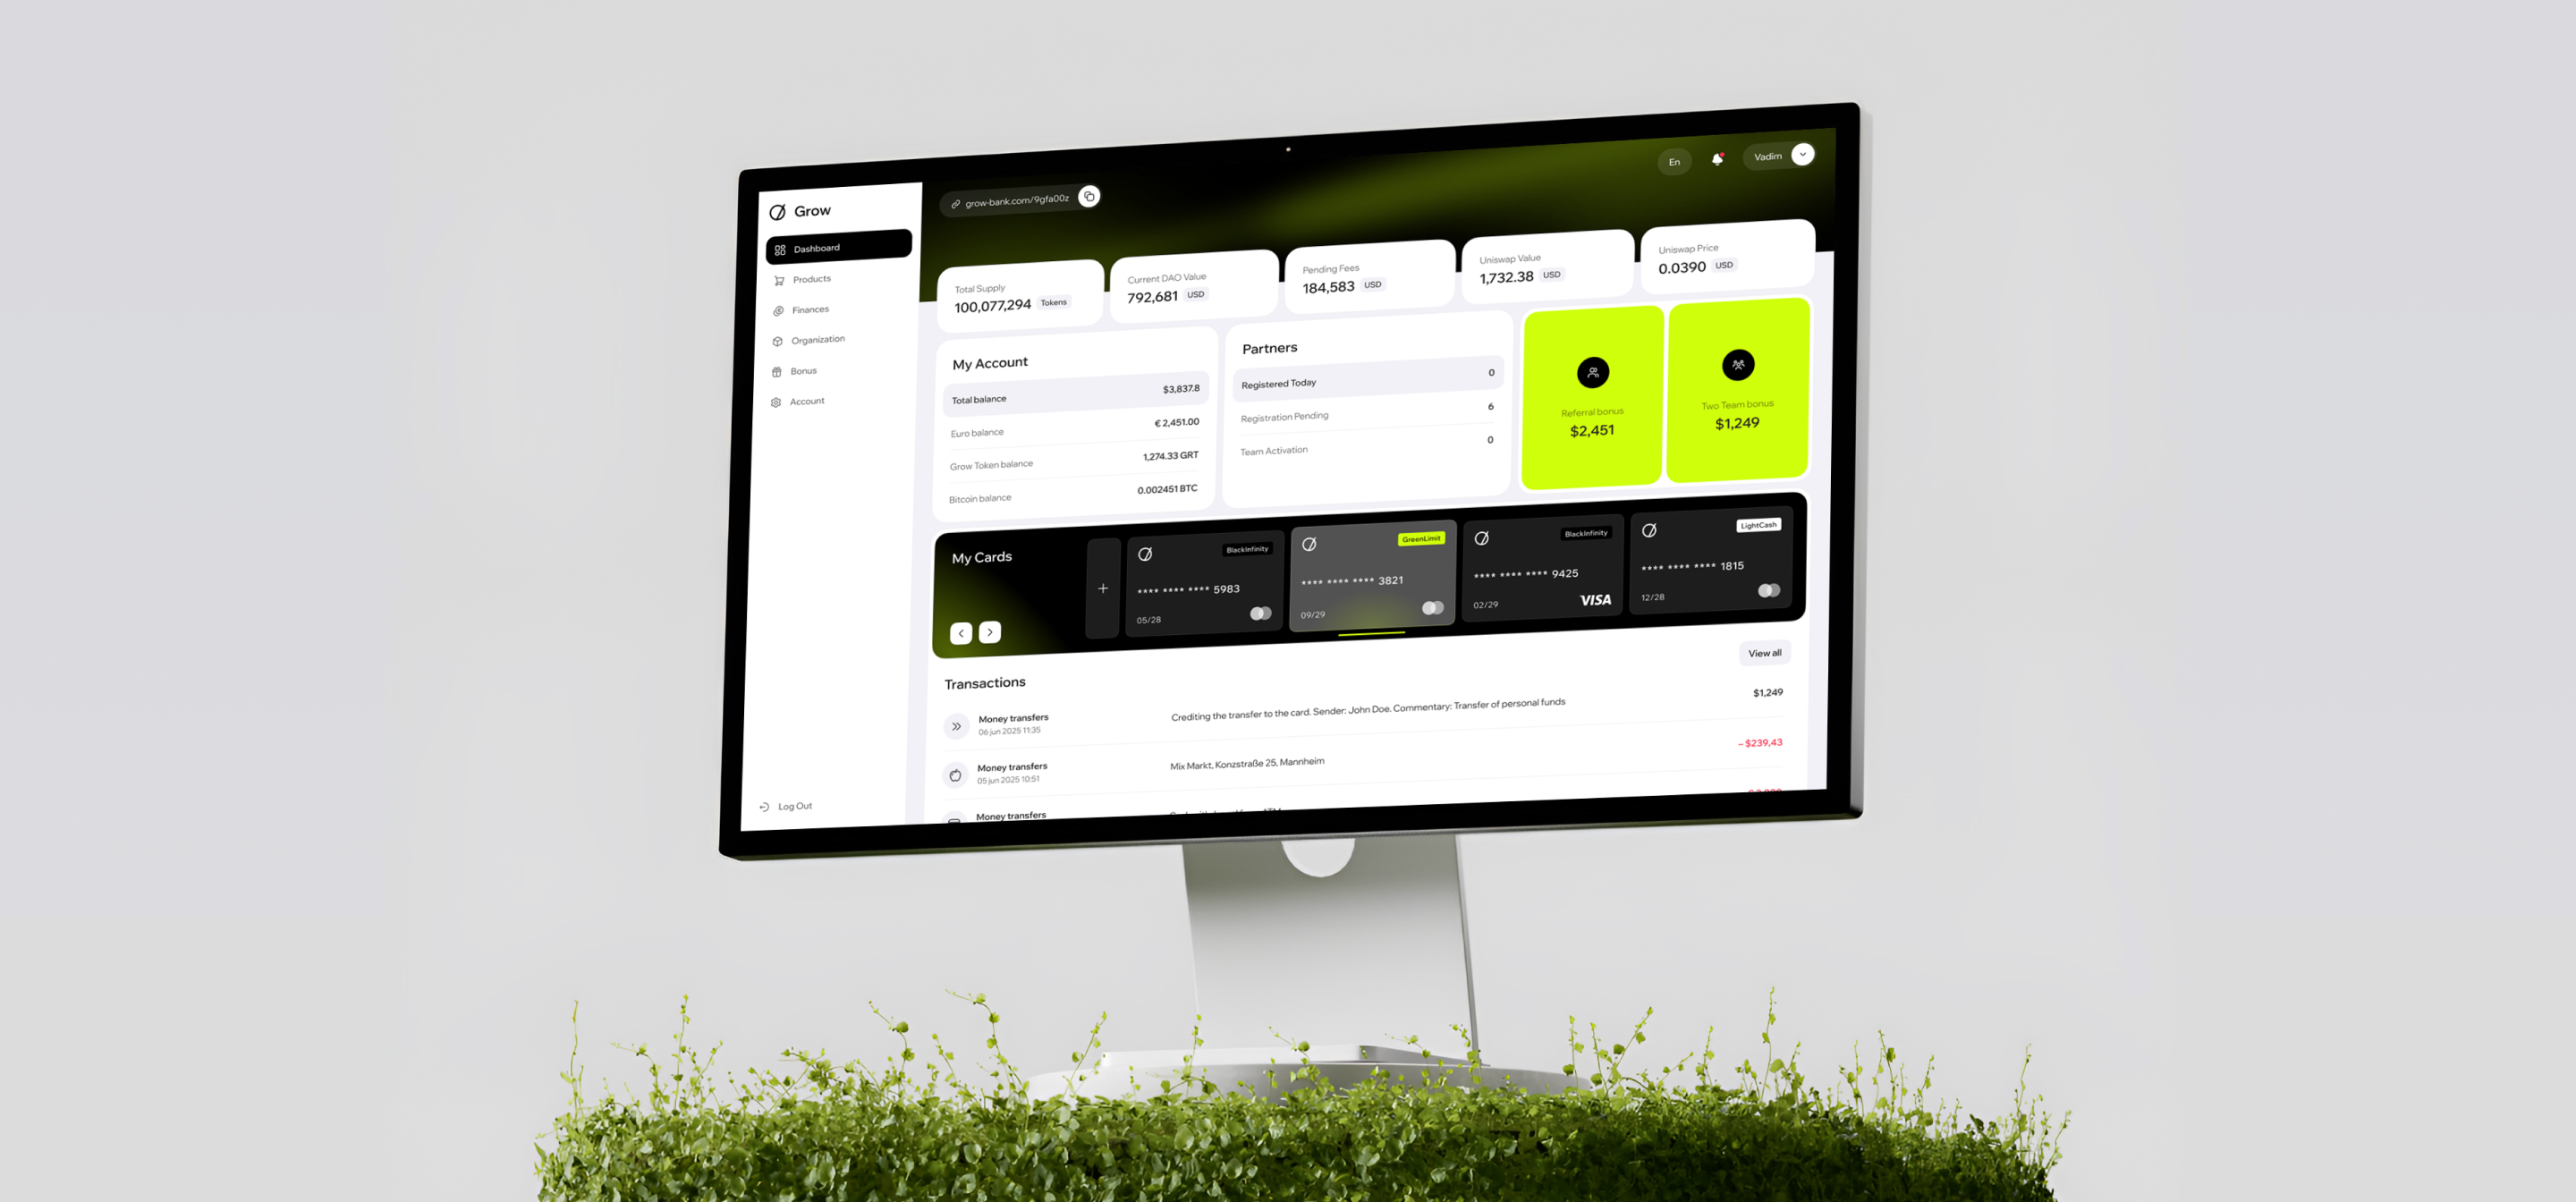 Grow
Dashboard
Products
Finances
Organization
Bonus
Account
Log Out
grow-bank.com/9gfa00z
En
Vadim
Total Supply
100,077,294 Tokens
Current DAO Value
792,681 USD
Pending Fees
184,583 USD
Uniswap Value
1,732.38 USD
Uniswap Price
0.0390 USD
My Account
Total balance $3,837.8
Euro balance € 2,451.00
Grow Token balance 1,274.33 GRT
Bitcoin balance 0.002451 BTC
Partners
Registered Today 0
Registration Pending 6
Team Activation 0
Referral bonus
$2,451
Two Team bonus
$1,249
My Cards
BlackInfinity
**** **** **** 5983
05/28
GreenLimit
**** **** **** 3821
09/29
BlackInfinity
**** **** **** 9425
02/29 VISA
LightCash
**** **** **** 1815
12/28
Transactions
View all
Money transfers
06 jun 2025 11:35
Crediting the transfer to the card. Sender: John Doe. Commentary: Transfer of personal funds
$1,249
Money transfers
05 jun 2025 10:51
Mix Markt, Konzstraße 25, Mannheim
– $239,43
Money transfers